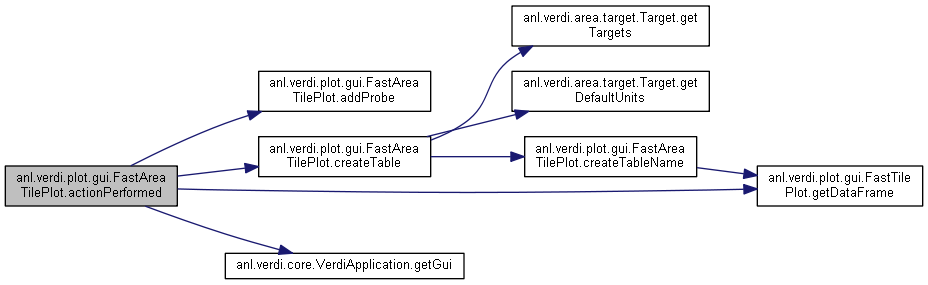 anl.verdi.area.target.Target.get
Targets
anl.verdi.plot.gui.FastArea
TilePlot.addProbe
anl.verdi.area.target.Target.get
DefaultUnits
anl.verdi.plot.gui.FastArea
TilePlot.createTable
anl.verdi.plot.gui.FastArea
TilePlot.createTableName
anl.verdi.plot.gui.FastArea
TilePlot.actionPerformed
anl.verdi.plot.gui.FastTile
Plot.getDataFrame
anl.verdi.core.VerdiApplication.getGui